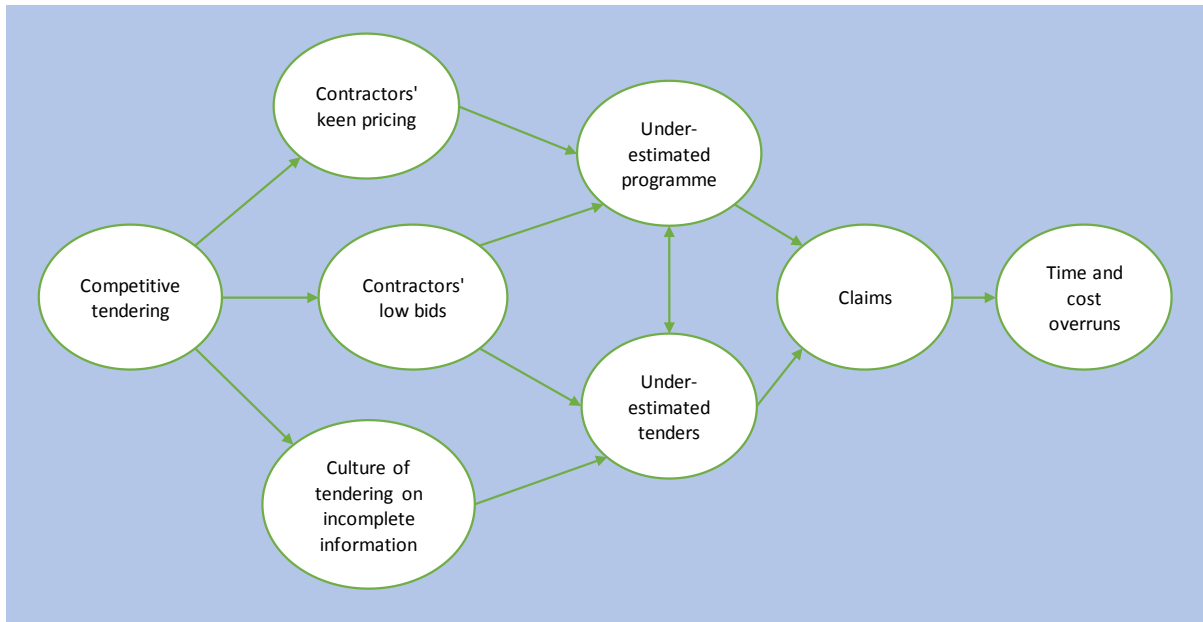 Contractors'
keen pricing
Under-
estimated
programme
Competitive
tendering
Contractors'
low bids
Claims
Time and
cost
overruns
Under-
estimated
tenders
Culture of
tendering on
incomplete
information